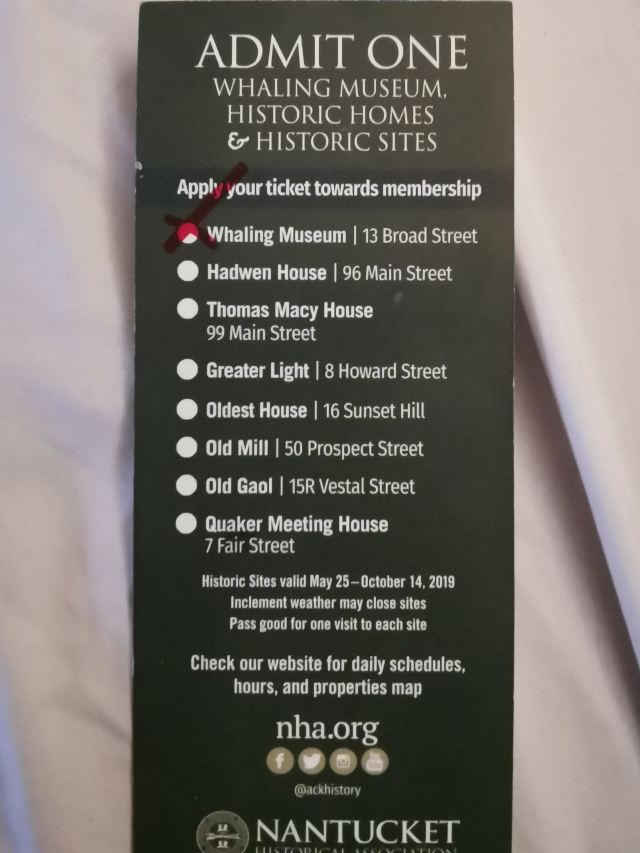 ADMIT ONE
WHALING MUSEUM,
HISTORIC HOMES
& HISTORIC SITES
Apply your ticket towards membership
Whaling Museum | 13 Broad Street
Hadwen House | 96 Main Street
Thomas Macy House
99 Main Street
Greater Light | 8 Howard Street
Oldest House | 16 Sunset Hill
Old Mill | 50 Prospect Street
Old Gaol | 15R Vestal Street
Quaker Meeting House
7 Fair Street
Historic Sites valid May 25–October 14, 2019
Inclement weather may close sites
Pass good for one visit to each site
Check our website for daily schedules,
hours, and properties map
nha.org
@ackhistory
NANTUCKET
HISTORICAL ASSOCIATION